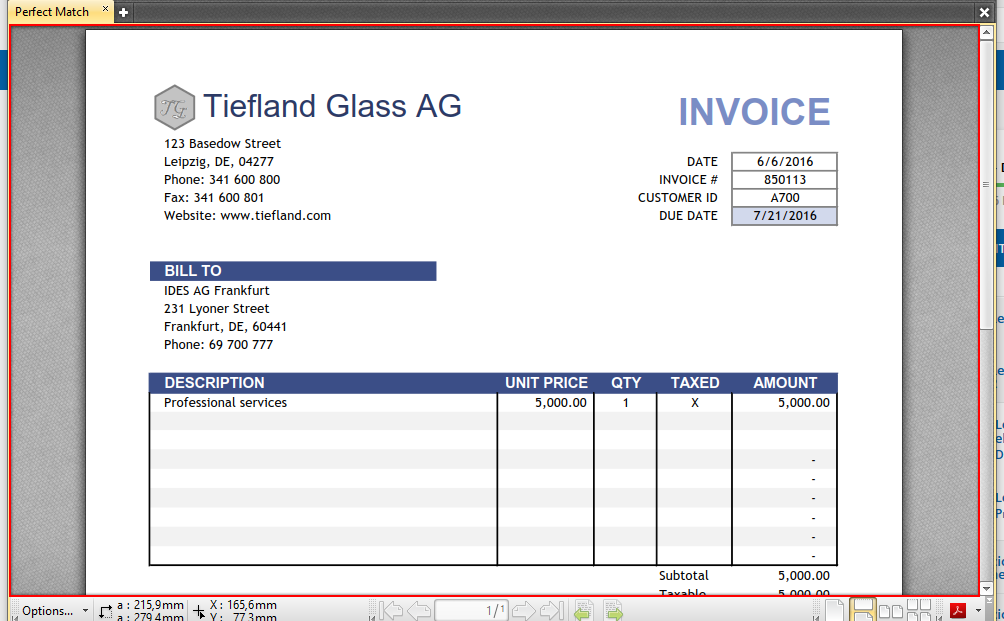 Perfect Match
Tiefland Glass AG
INVOICE
123 Basedow Street
Leipzig, DE, 04277
Phone: 341 600 800
Fax: 341 600 801
Website: www.tiefland.com
DATE 6/6/2016
INVOICE # 850113
CUSTOMER ID A700
DUE DATE 7/21/2016
BILL TO
IDES AG Frankfurt
231 Lyoner Street
Frankfurt, DE, 60441
Phone: 69 700 777
DESCRIPTION UNIT PRICE QTY TAXED AMOUNT
Professional services 5,000.00 1 X 5,000.00
-
-
-
-
-
-
Subtotal 5,000.00
Taxable 5,000.00
Options... a : 215,9mm X : 165,6mm 1/1
a : 279,4mm Y : 77,3mm